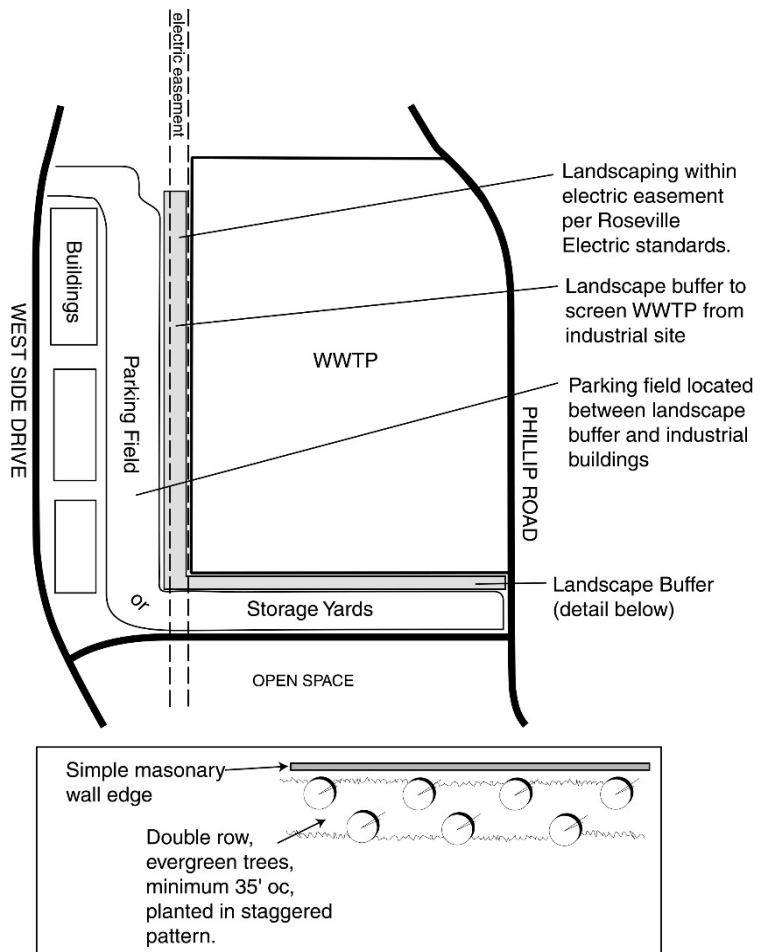 electric easement
Landscaping within
electric easement
per Roseville
Electric standards.
Buildings
Landscape buffer to
screen WWTP from
industrial site
WEST SIDE DRIVE
Parking Field
WWTP
Parking field located
between landscape
buffer and industrial
buildings
PHILLIP ROAD
Landscape Buffer
(detail below)
or
Storage Yards
OPEN SPACE
Simple masonary
wall edge
Double row,
evergreen trees,
minimum 35' oc,
planted in staggered
pattern.